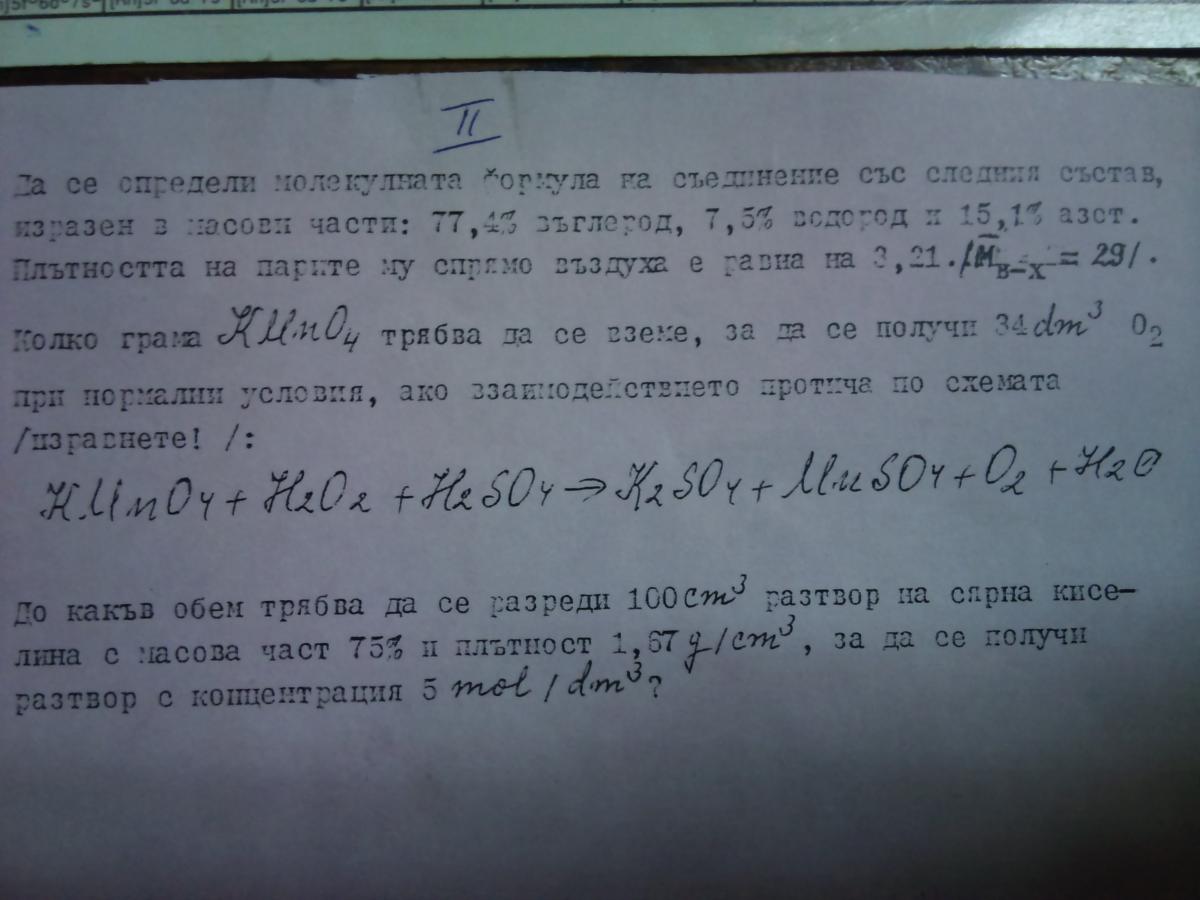 II
Да се определи молекулната формула на съединение със следния състав,
изразен в масови части: 77,4% въглерод, 7,5% водород и 15,1% азот.
Плътността на парите му спрямо въздуха е равна на 3,21./M̄в-х = 29/.
Колко грама KMnO4 трябва да се вземе, за да се получи 34 dm³ O2
при нормални условия, ако взаимодействието протича по схемата
/изравнете! /:
KMnO4 + H2O2 + H2SO4 → K2SO4 + MnSO4 + O2 + H2O
До какъв обем трябва да се разреди 100 cm³ разтвор на сярна кисе-
лина с масова част 75% и плътност 1,67 g/cm³, за да се получи
разтвор с концентрация 5 mol / dm³?